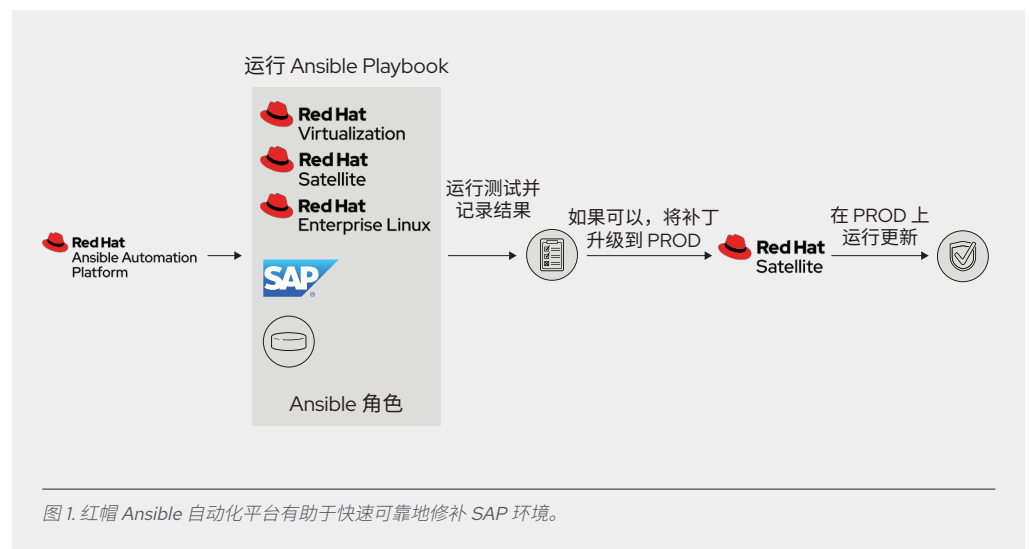 运行 Ansible Playbook
Red Hat
Virtualization
Red Hat
Satellite
Red Hat
Enterprise Linux
SAP
Ansible 角色
Red Hat
Ansible Automation
Platform
运行测试并
记录结果
如果可以，将补丁
升级到 PROD
Red Hat
Satellite
在 PROD 上
运行更新
图 1. 红帽 Ansible 自动化平台有助于快速可靠地修补 SAP 环境。